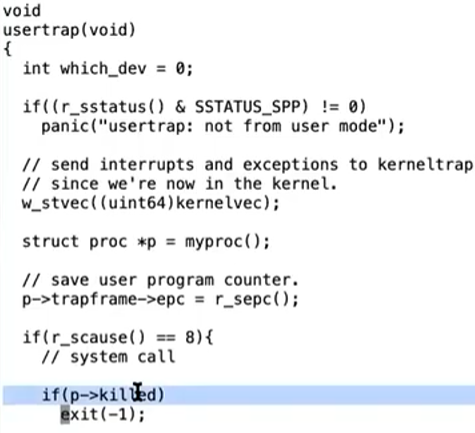 void
usertrap(void)
{
  int which_dev = 0;
  if((r_sstatus() & SSTATUS_SPP) != 0)
    panic("usertrap: not from user mode");
  // send interrupts and exceptions to kerneltrap
  // since we're now in the kernel.
  w_stvec((uint64)kernelvec);
  struct proc *p = myproc();
  // save user program counter.
  p->trapframe->epc = r_sepc();
  if(r_scause() == 8){
    // system call
    if(p->killed)
      exit(-1);